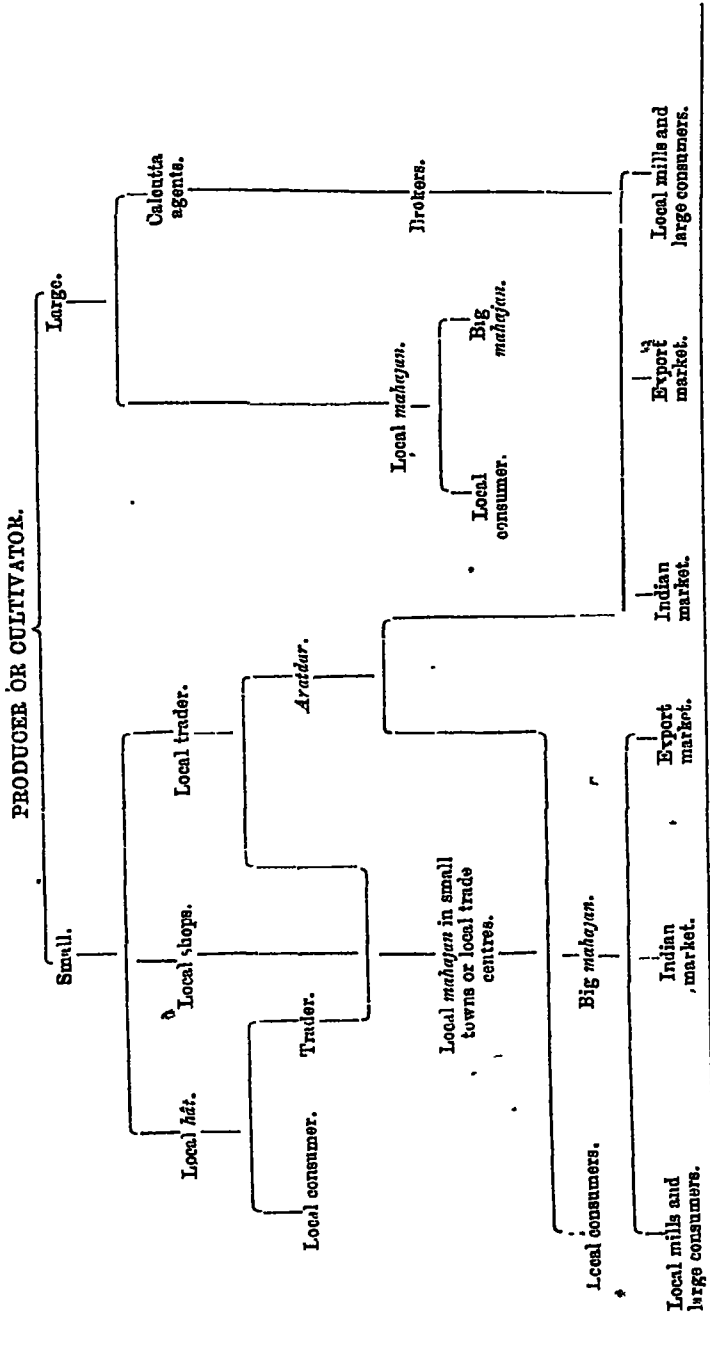 PRODUCER OR CULTIVATOR.
Small.
Large.
Local hât.
Local shops.
Local trader.
Calcutta
agents.
Local consumer.
Trader.
Aratdar.
Local mahajan.
Brokers.
Local mahajan in small
towns or local trade
centres.
Local
consumer.
Big
mahajan.
Local consumers.
Big mahajan.
Local mills and
large consumers.
Indian
market.
Export
market.
Indian
market.
Export
market.
Local mills and
large consumers.